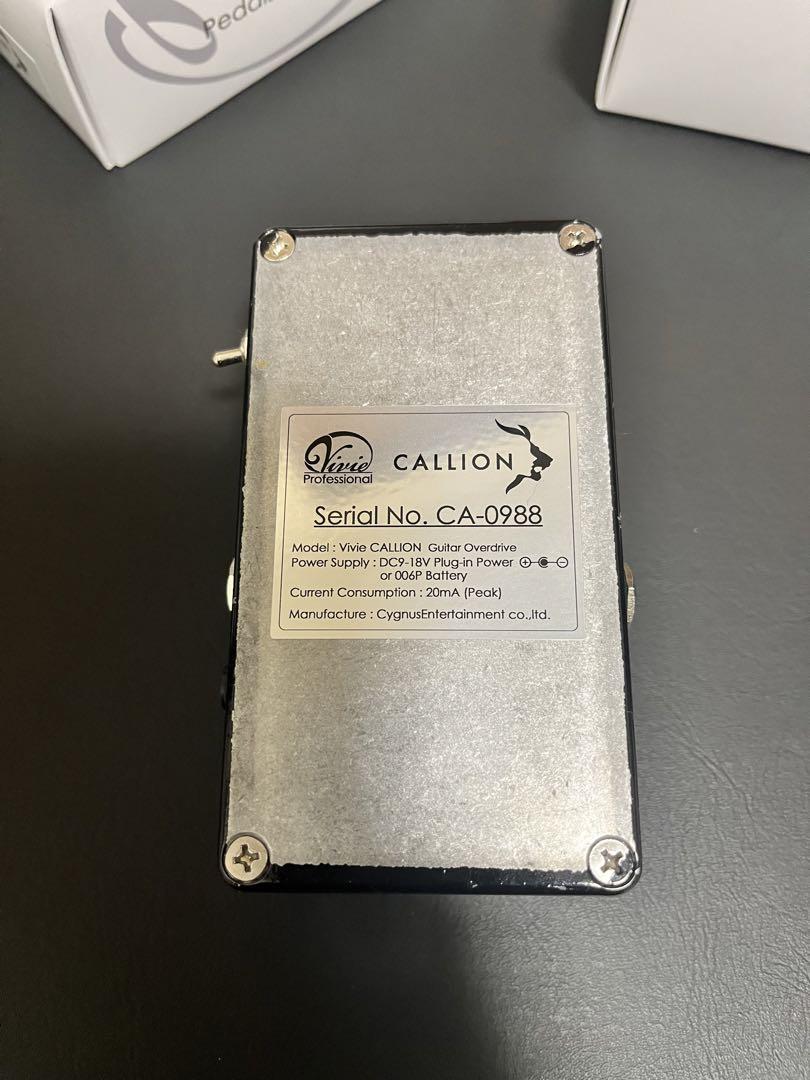 Vivie
Professional
CALLION
Serial No. CA-0988
Model : Vivie CALLION Guitar Overdrive
Power Supply : DC9-18V Plug-in Power
or 006P Battery
Current Consumption : 20mA (Peak)
Manufacture : CygnusEntertainment co.,ltd.